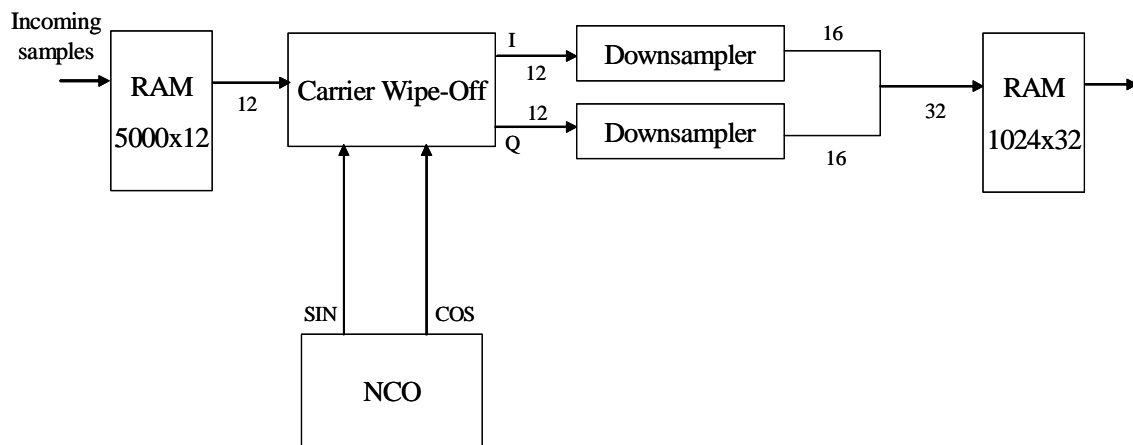 Incoming
samples
RAM
5000x12
12
Carrier Wipe-Off
I
12
12
Q
Downsampler
Downsampler
16
16
32
RAM
1024x32
SIN
COS
NCO